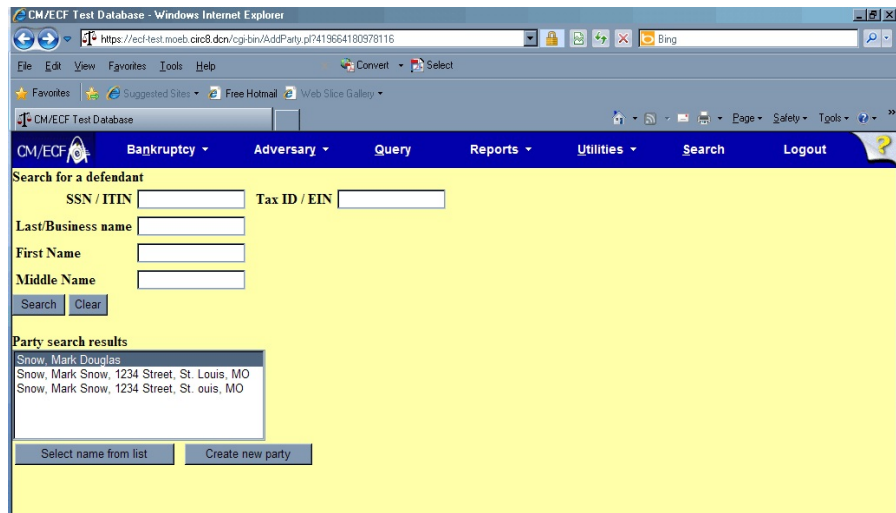 CM/ECF Test Database - Windows Internet Explorer
https://ecf-test.moeb.circ8.dcn/cgi-bin/AddParty.pl?419664180978116 Bing
File Edit View Favorites Tools Help Convert Select
Favorites Suggested Sites Free Hotmail Web Slice Gallery
CM/ECF Test Database Page Safety Tools
CM/ECF Bankruptcy Adversary Query Reports Utilities Search Logout ?
Search for a defendant
SSN / ITIN Tax ID / EIN
Last/Business name
First Name
Middle Name
Search Clear
Party search results
Snow, Mark Douglas
Snow, Mark Snow, 1234 Street, St. Louis, MO
Snow, Mark Snow, 1234 Street, St. ouis, MO
Select name from list Create new party